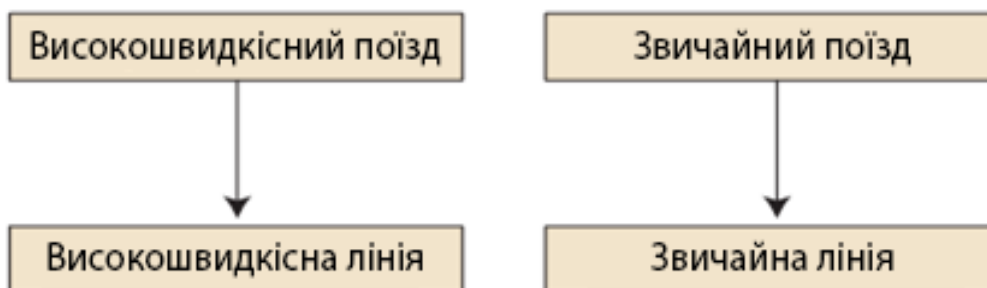 Високошвидкісний поїзд
Звичайний поїзд
Високошвидкісна лінія
Звичайна лінія